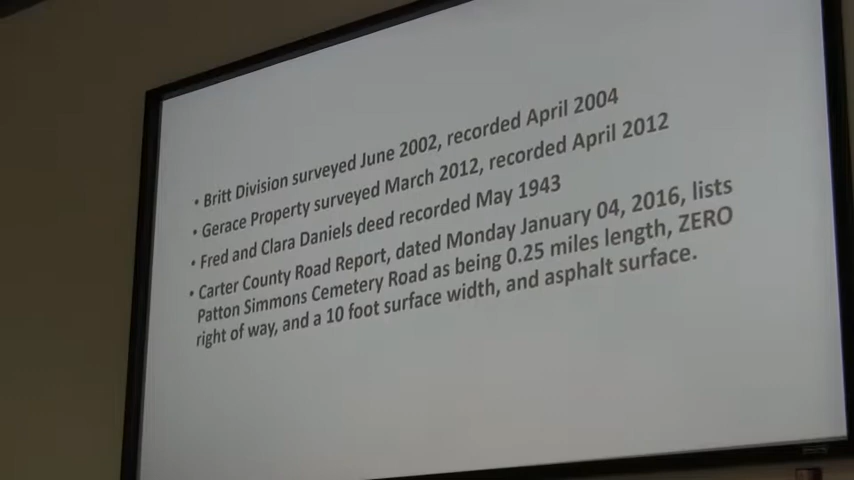 • Britt Division surveyed June 2002, recorded April 2004
• Gerace Property surveyed March 2012, recorded April 2012
• Fred and Clara Daniels deed recorded May 1943
• Carter County Road Report, dated Monday January 04, 2016, lists
Patton Simmons Cemetery Road as being 0.25 miles length, ZERO
right of way, and a 10 foot surface width, and asphalt surface.